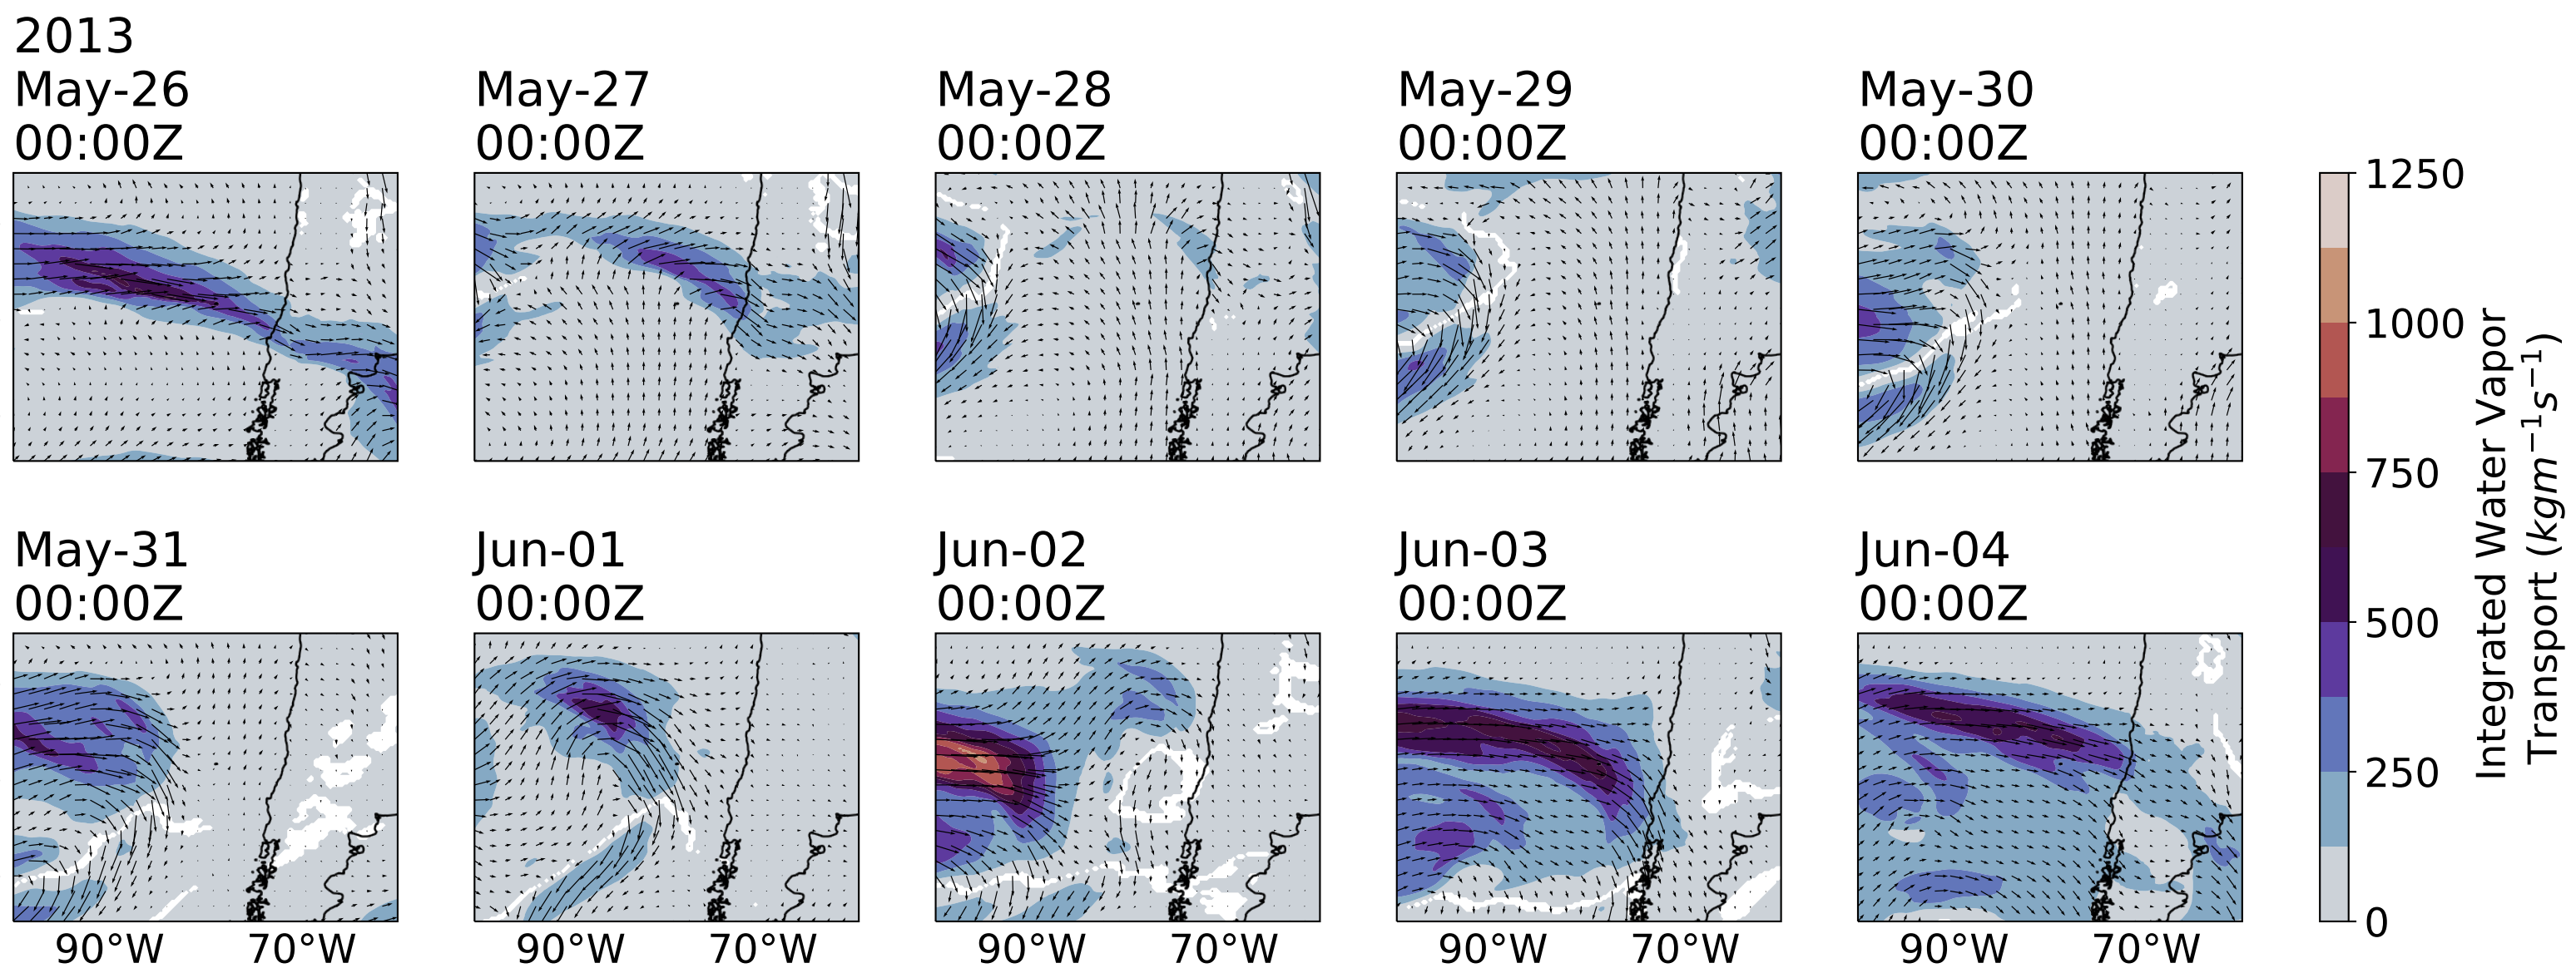 2013
May-26
00:00Z
May-27
00:00Z
May-28
00:00Z
May-29
00:00Z
May-30
00:00Z
May-31
00:00Z
Jun-01
00:00Z
Jun-02
00:00Z
Jun-03
00:00Z
Jun-04
00:00Z
90°W 70°W
90°W 70°W
90°W 70°W
90°W 70°W
90°W 70°W
1250
1000
750
500
250
0
Integrated Water Vapor
Transport (kgm⁻¹s⁻¹)